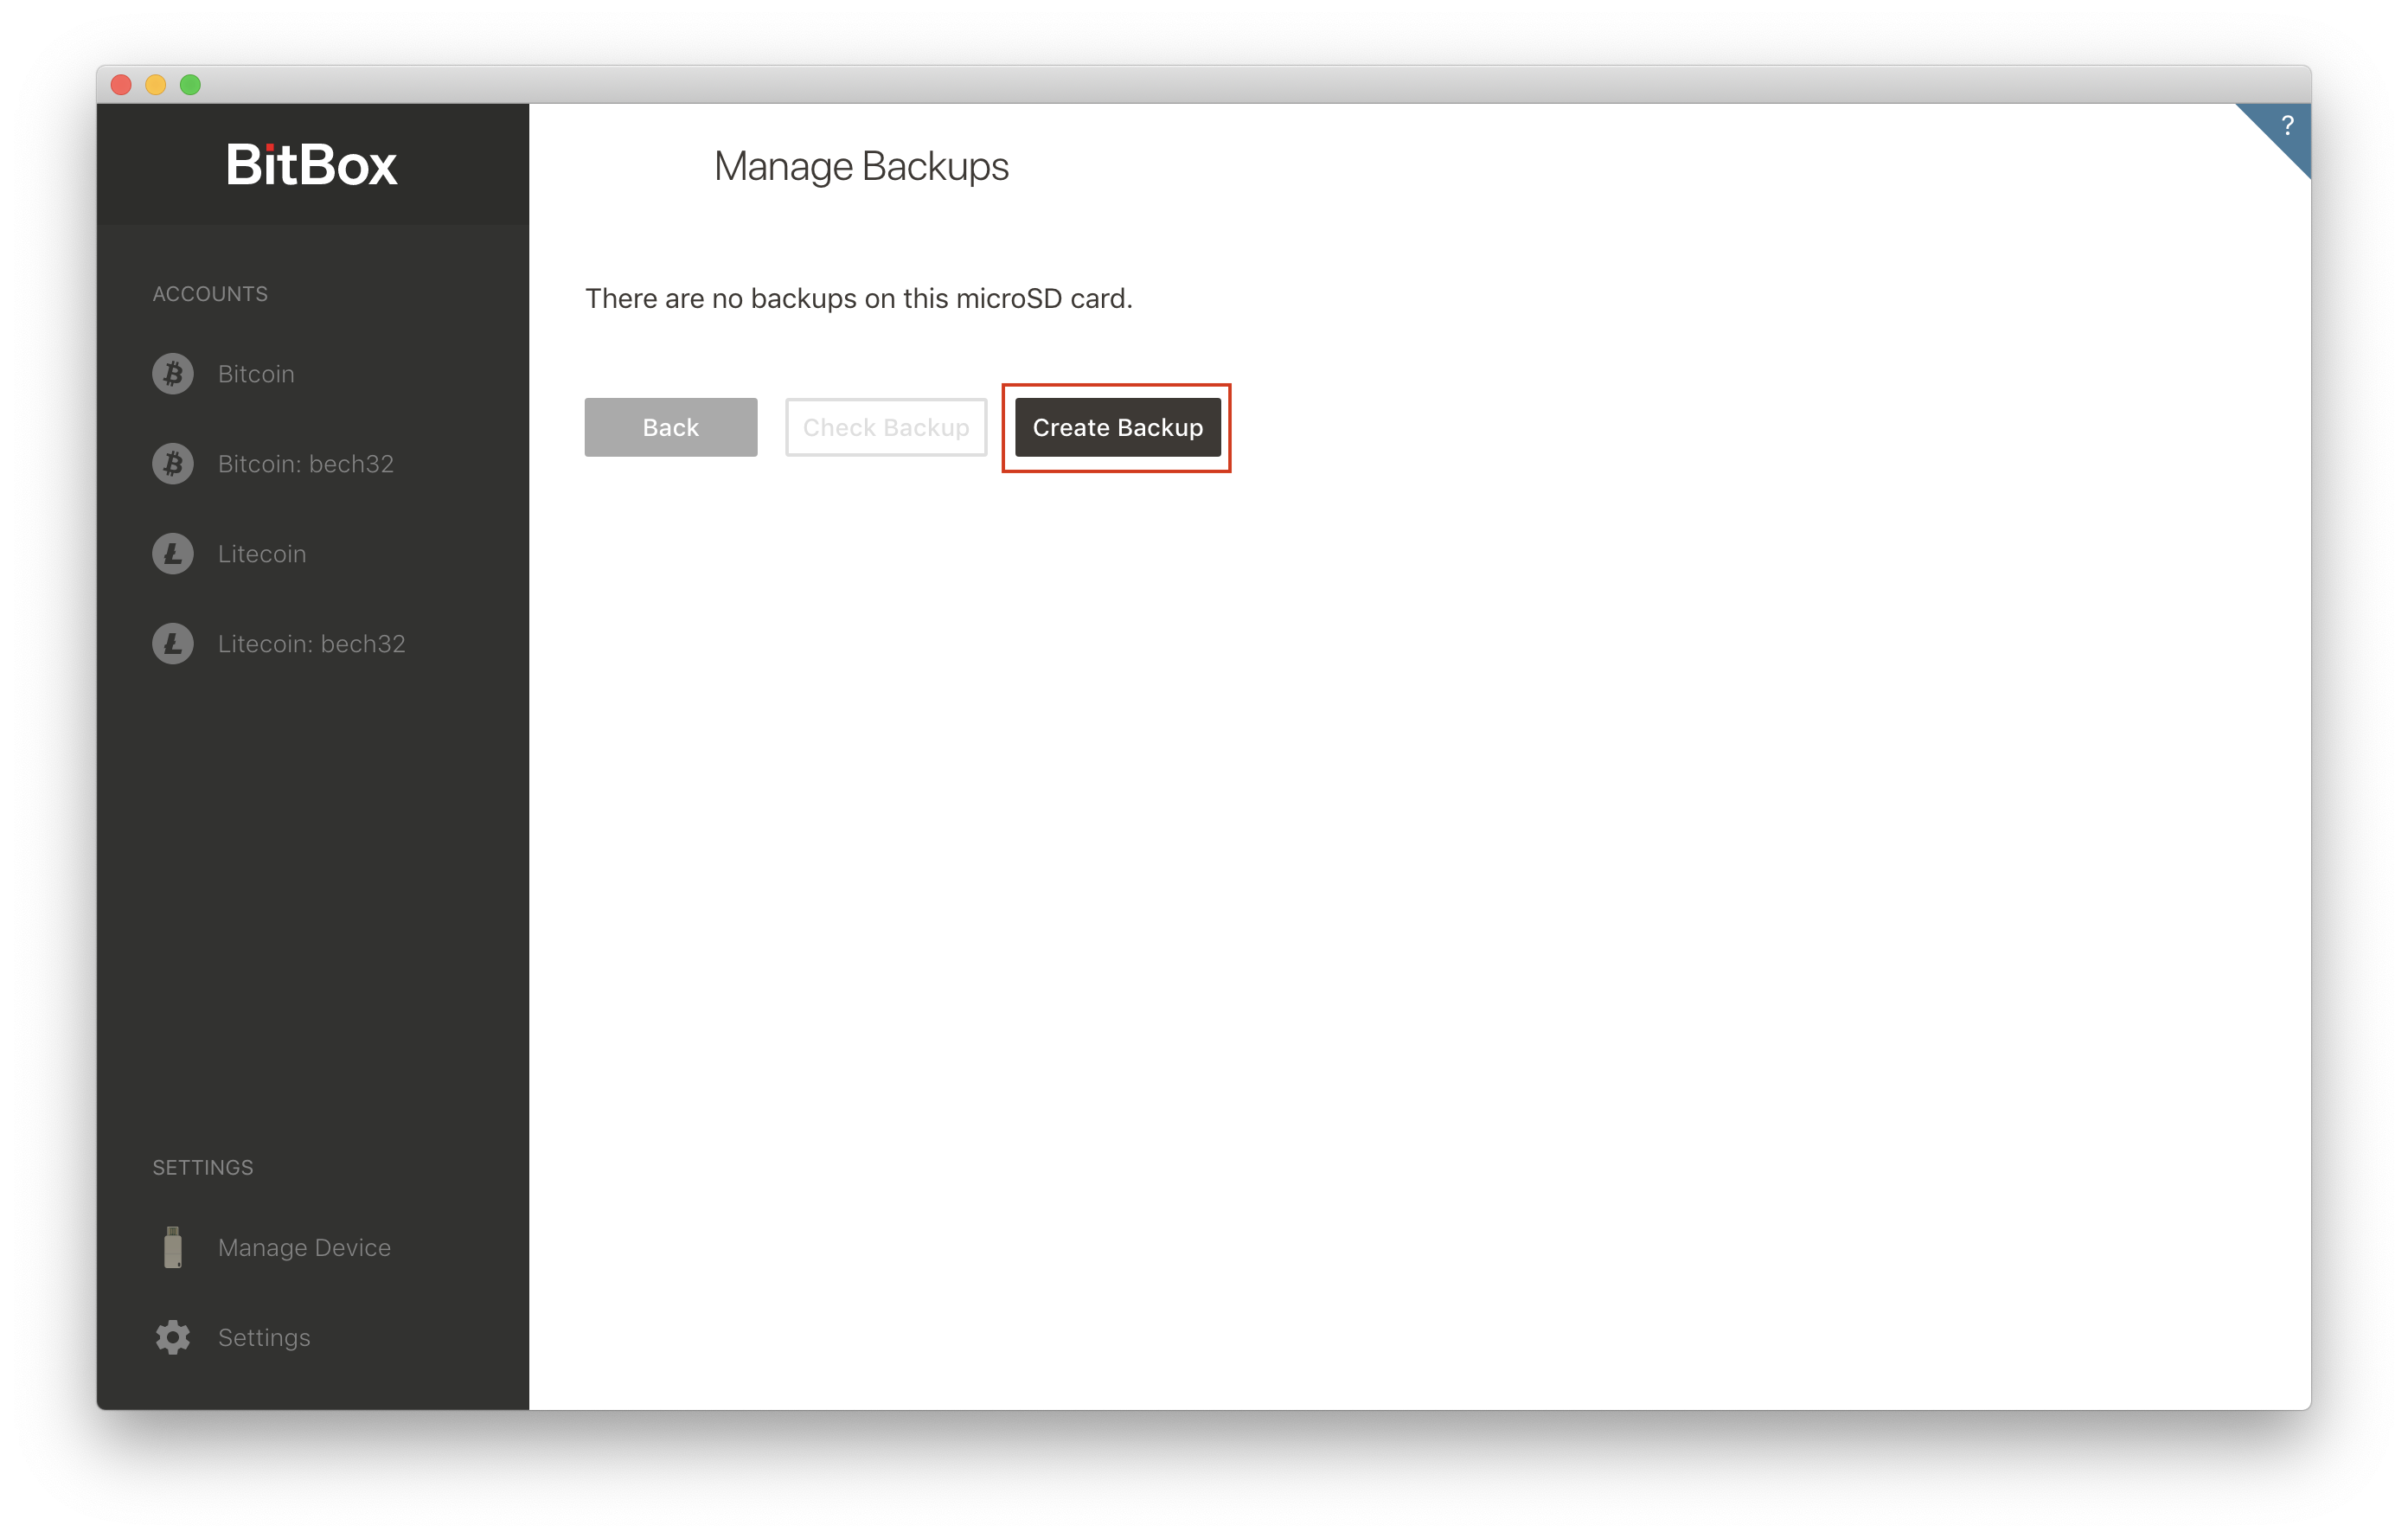 BitBox
ACCOUNTS
Bitcoin
Bitcoin: bech32
Litecoin
Litecoin: bech32
SETTINGS
Manage Device
Settings
Manage Backups
?
There are no backups on this microSD card.
Back
Check Backup
Create Backup